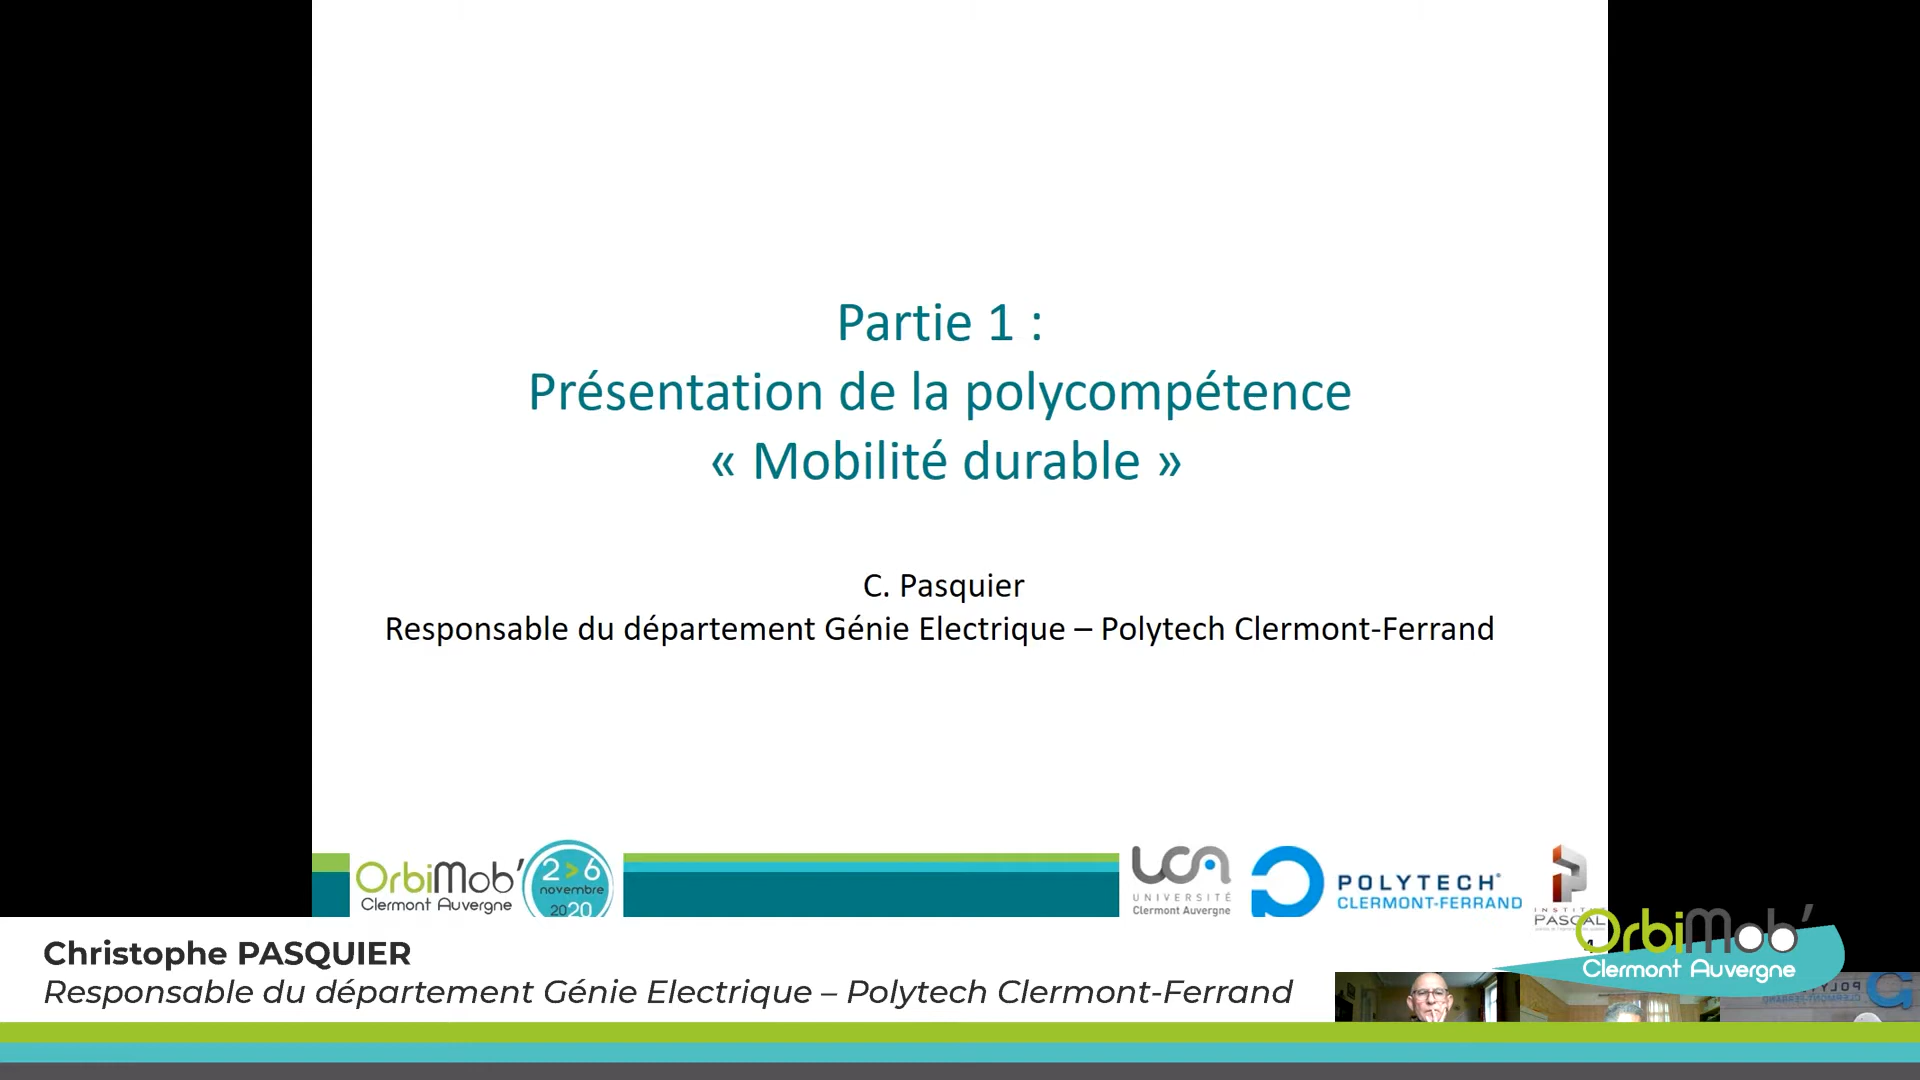 Partie 1 :
Présentation de la polycompétence
« Mobilité durable »
C. Pasquier
Responsable du département Génie Electrique – Polytech Clermont-Ferrand
OrbiMob'
Clermont Auvergne
2>6
novembre
2020
UCA
UNIVERSITÉ
Clermont Auvergne
POLYTECH
CLERMONT-FERRAND
INSTITUT
PASCAL
4
OrbiMob'
Clermont Auvergne
Christophe PASQUIER
Responsable du département Génie Electrique – Polytech Clermont-Ferrand